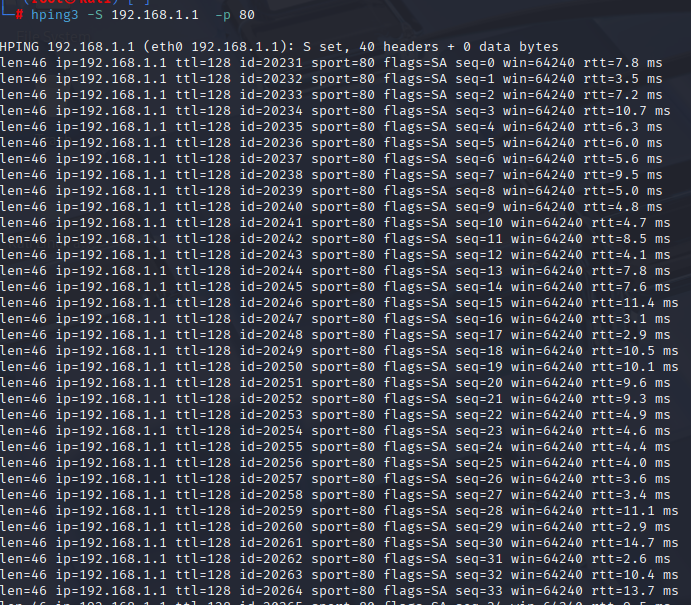 (root㉿kali)-[~]
# hping3 -S 192.168.1.1 -p 80
HPING 192.168.1.1 (eth0 192.168.1.1): S set, 40 headers + 0 data bytes
len=46 ip=192.168.1.1 ttl=128 id=20231 sport=80 flags=SA seq=0 win=64240 rtt=7.8 ms
len=46 ip=192.168.1.1 ttl=128 id=20232 sport=80 flags=SA seq=1 win=64240 rtt=3.5 ms
len=46 ip=192.168.1.1 ttl=128 id=20233 sport=80 flags=SA seq=2 win=64240 rtt=7.2 ms
len=46 ip=192.168.1.1 ttl=128 id=20234 sport=80 flags=SA seq=3 win=64240 rtt=10.7 ms
len=46 ip=192.168.1.1 ttl=128 id=20235 sport=80 flags=SA seq=4 win=64240 rtt=6.3 ms
len=46 ip=192.168.1.1 ttl=128 id=20236 sport=80 flags=SA seq=5 win=64240 rtt=6.0 ms
len=46 ip=192.168.1.1 ttl=128 id=20237 sport=80 flags=SA seq=6 win=64240 rtt=5.6 ms
len=46 ip=192.168.1.1 ttl=128 id=20238 sport=80 flags=SA seq=7 win=64240 rtt=9.5 ms
len=46 ip=192.168.1.1 ttl=128 id=20239 sport=80 flags=SA seq=8 win=64240 rtt=5.0 ms
len=46 ip=192.168.1.1 ttl=128 id=20240 sport=80 flags=SA seq=9 win=64240 rtt=4.8 ms
len=46 ip=192.168.1.1 ttl=128 id=20241 sport=80 flags=SA seq=10 win=64240 rtt=4.7 ms
len=46 ip=192.168.1.1 ttl=128 id=20242 sport=80 flags=SA seq=11 win=64240 rtt=8.5 ms
len=46 ip=192.168.1.1 ttl=128 id=20243 sport=80 flags=SA seq=12 win=64240 rtt=4.1 ms
len=46 ip=192.168.1.1 ttl=128 id=20244 sport=80 flags=SA seq=13 win=64240 rtt=7.8 ms
len=46 ip=192.168.1.1 ttl=128 id=20245 sport=80 flags=SA seq=14 win=64240 rtt=7.6 ms
len=46 ip=192.168.1.1 ttl=128 id=20246 sport=80 flags=SA seq=15 win=64240 rtt=11.4 ms
len=46 ip=192.168.1.1 ttl=128 id=20247 sport=80 flags=SA seq=16 win=64240 rtt=3.1 ms
len=46 ip=192.168.1.1 ttl=128 id=20248 sport=80 flags=SA seq=17 win=64240 rtt=2.9 ms
len=46 ip=192.168.1.1 ttl=128 id=20249 sport=80 flags=SA seq=18 win=64240 rtt=10.5 ms
len=46 ip=192.168.1.1 ttl=128 id=20250 sport=80 flags=SA seq=19 win=64240 rtt=10.1 ms
len=46 ip=192.168.1.1 ttl=128 id=20251 sport=80 flags=SA seq=20 win=64240 rtt=9.6 ms
len=46 ip=192.168.1.1 ttl=128 id=20252 sport=80 flags=SA seq=21 win=64240 rtt=9.3 ms
len=46 ip=192.168.1.1 ttl=128 id=20253 sport=80 flags=SA seq=22 win=64240 rtt=4.9 ms
len=46 ip=192.168.1.1 ttl=128 id=20254 sport=80 flags=SA seq=23 win=64240 rtt=4.6 ms
len=46 ip=192.168.1.1 ttl=128 id=20255 sport=80 flags=SA seq=24 win=64240 rtt=4.4 ms
len=46 ip=192.168.1.1 ttl=128 id=20256 sport=80 flags=SA seq=25 win=64240 rtt=4.0 ms
len=46 ip=192.168.1.1 ttl=128 id=20257 sport=80 flags=SA seq=26 win=64240 rtt=3.6 ms
len=46 ip=192.168.1.1 ttl=128 id=20258 sport=80 flags=SA seq=27 win=64240 rtt=3.4 ms
len=46 ip=192.168.1.1 ttl=128 id=20259 sport=80 flags=SA seq=28 win=64240 rtt=11.1 ms
len=46 ip=192.168.1.1 ttl=128 id=20260 sport=80 flags=SA seq=29 win=64240 rtt=2.9 ms
len=46 ip=192.168.1.1 ttl=128 id=20261 sport=80 flags=SA seq=30 win=64240 rtt=14.7 ms
len=46 ip=192.168.1.1 ttl=128 id=20262 sport=80 flags=SA seq=31 win=64240 rtt=2.6 ms
len=46 ip=192.168.1.1 ttl=128 id=20263 sport=80 flags=SA seq=32 win=64240 rtt=10.4 ms
len=46 ip=192.168.1.1 ttl=128 id=20264 sport=80 flags=SA seq=33 win=64240 rtt=13.7 ms